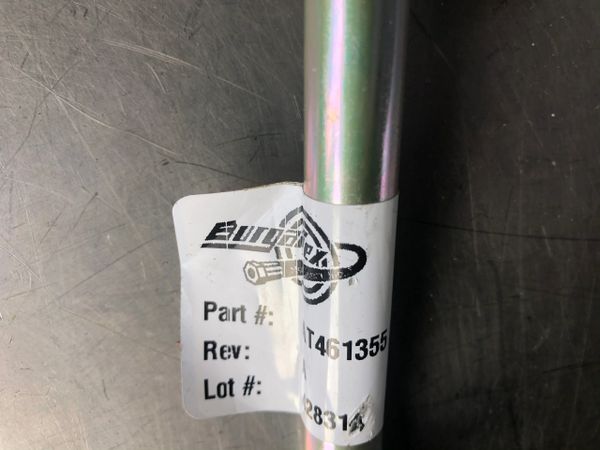 Burgaflex
Part #: AT461355
Rev: A
Lot #: